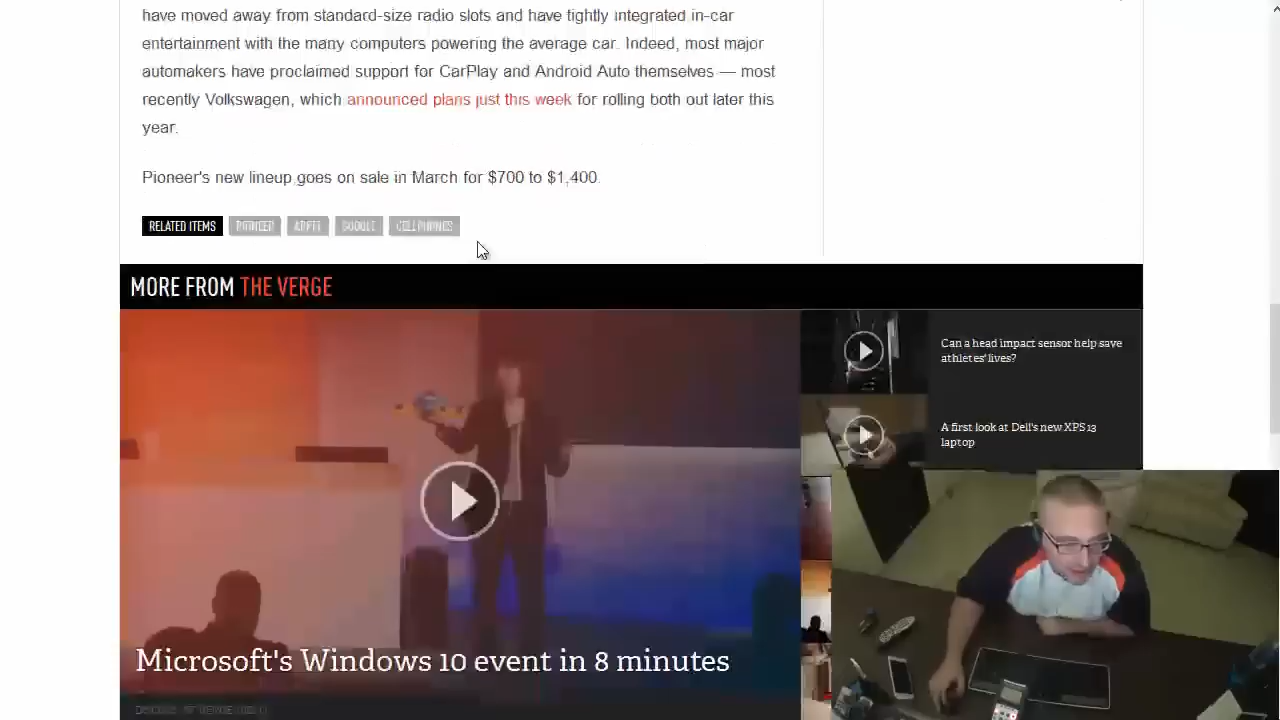 have moved away from standard-size radio slots and have tightly integrated in-car
entertainment with the many computers powering the average car. Indeed, most major
automakers have proclaimed support for CarPlay and Android Auto themselves — most
recently Volkswagen, which announced plans just this week for rolling both out later this
year.
Pioneer's new lineup goes on sale in March for $700 to $1,400.
RELATED ITEMS PIONEER APPLE GOOGLE CELLPHONES
MORE FROM THE VERGE
Can a head impact sensor help save
athletes' lives?
A first look at Dell's new XPS 13
laptop
Microsoft's Windows 10 event in 8 minutes